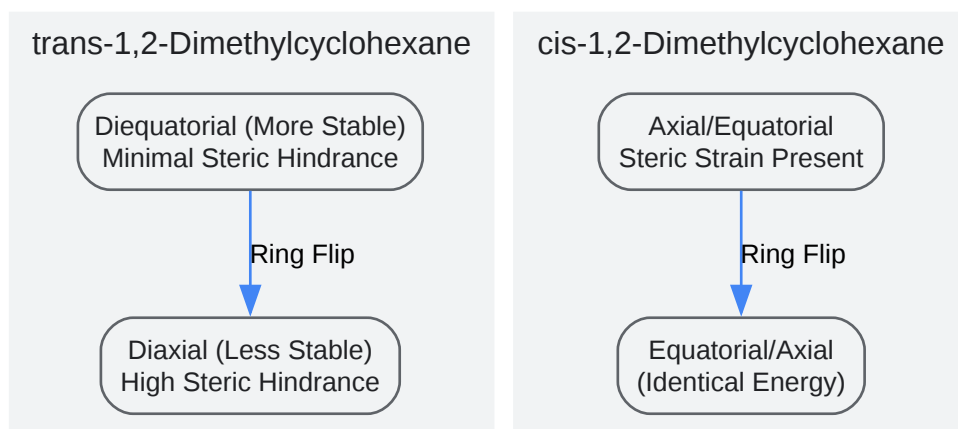 trans-1,2-Dimethylcyclohexane
Diequatorial (More Stable)
Minimal Steric Hindrance
Ring Flip
Diaxial (Less Stable)
High Steric Hindrance
cis-1,2-Dimethylcyclohexane
Axial/Equatorial
Steric Strain Present
Ring Flip
Equatorial/Axial
(Identical Energy)